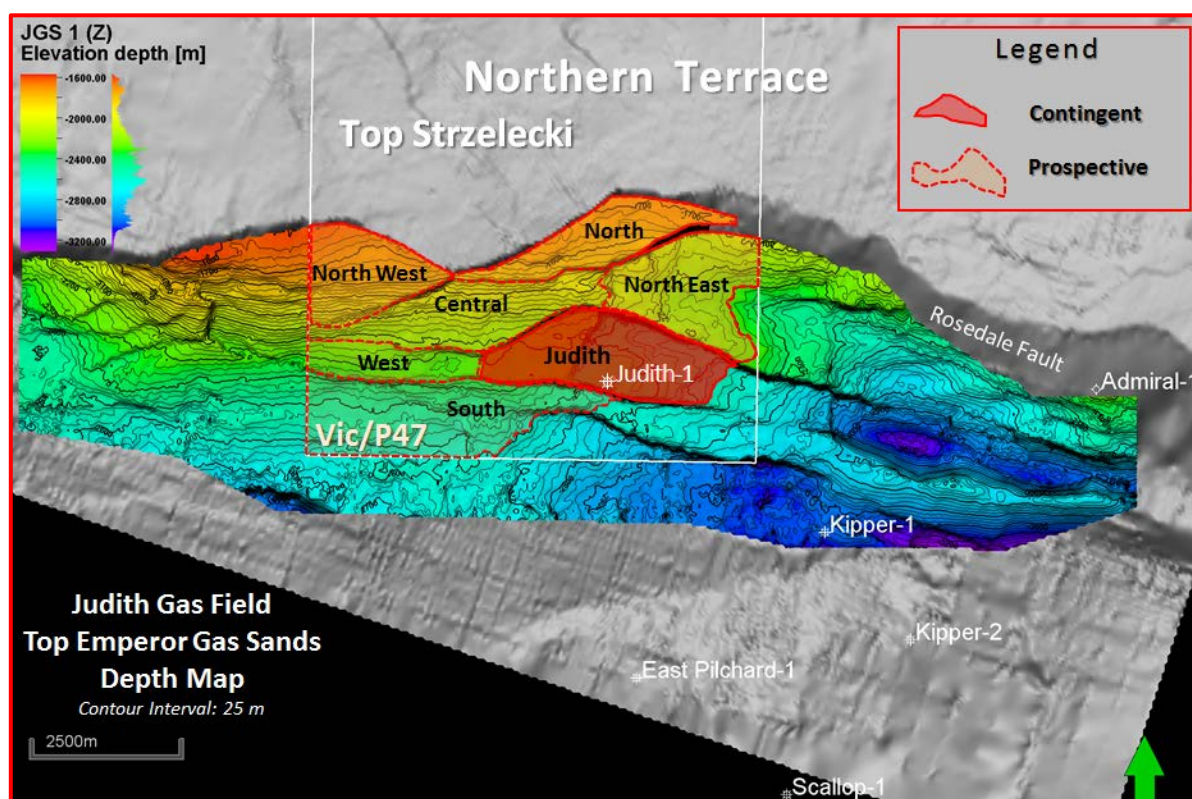 JGS 1 (Z)
Elevation depth [m]
-1600.00
-2000.00
-2400.00
-2800.00
-3200.00
Northern Terrace
Top Strzelecki
Legend
Contingent
Prospective
North
North West
North East
Central
Rosedale Fault
West
Judith
Judith-1
Admiral-1
South
Vic/P47
Kipper-1
Judith Gas Field
Top Emperor Gas Sands
Depth Map
Contour Interval: 25 m
Kipper-2
East Pilchard-1
2500m
Scallop-1